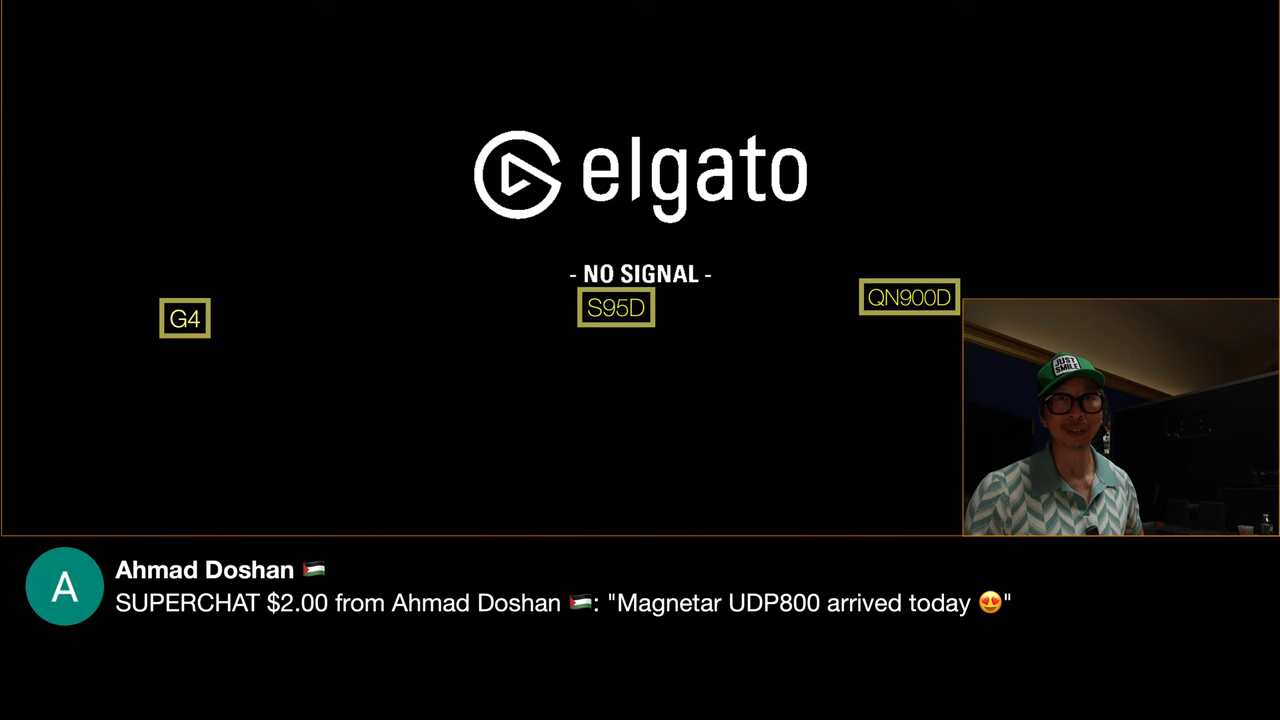 elgato
- NO SIGNAL -
G4
S95D
QN900D
JUST
SMILE
A
Ahmad Doshan 🇵🇸
SUPERCHAT $2.00 from Ahmad Doshan 🇵🇸: "Magnetar UDP800 arrived today 😍"